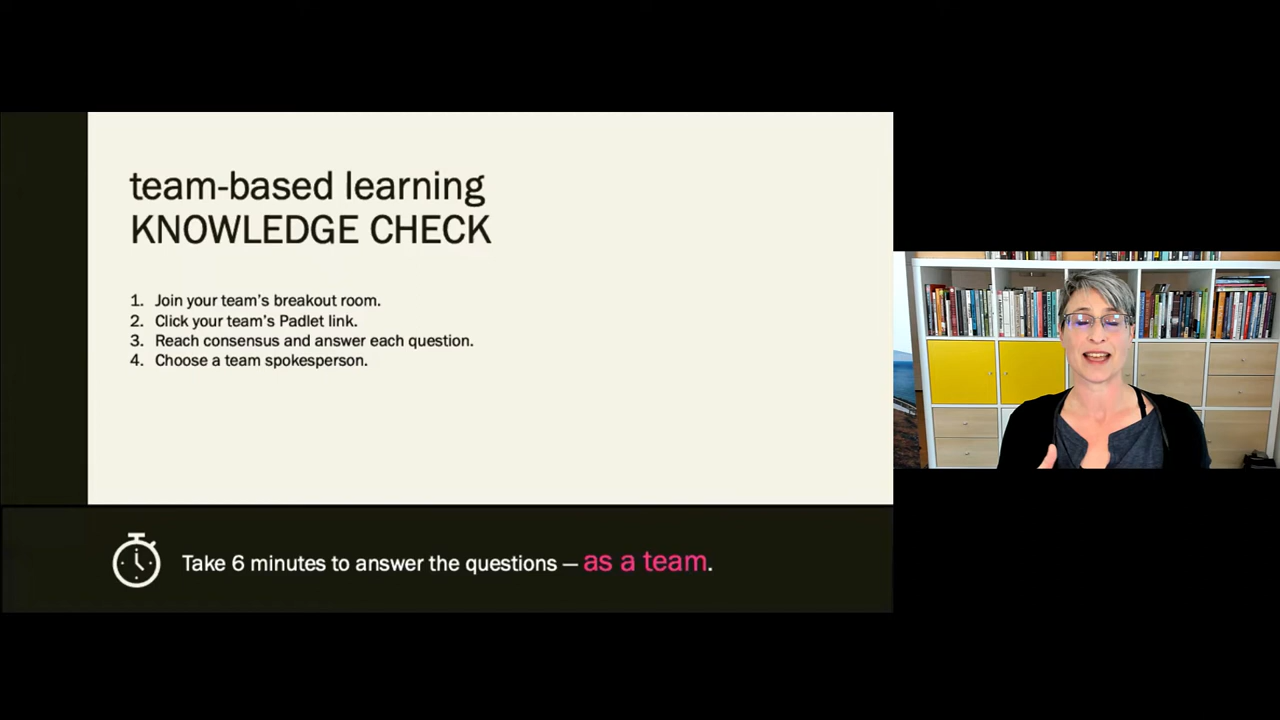 team-based learning
KNOWLEDGE CHECK
1. Join your team's breakout room.
2. Click your team's Padlet link.
3. Reach consensus and answer each question.
4. Choose a team spokesperson.
Take 6 minutes to answer the questions — as a team.